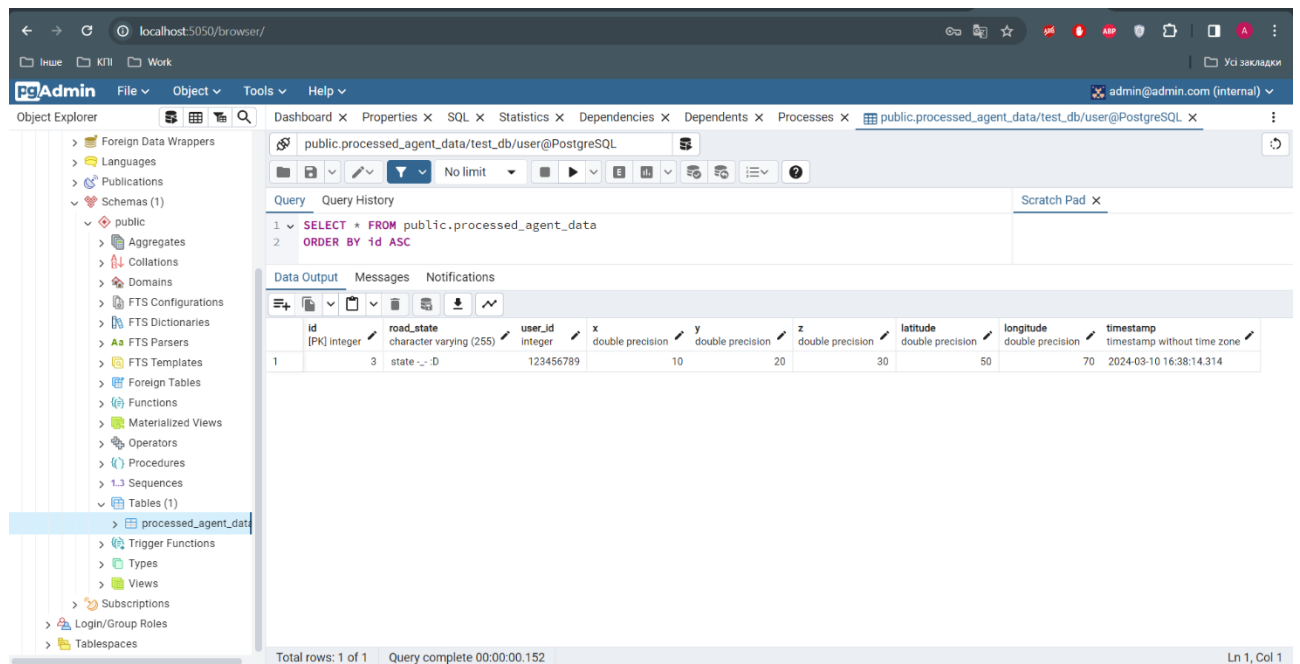 localhost:5050/browser/
Інше КПІ Work Усі закладки
pgAdmin File Object Tools Help admin@admin.com (internal)
Object Explorer Dashboard Properties SQL Statistics Dependencies Dependents Processes public.processed_agent_data/test_db/user@PostgreSQL
Foreign Data Wrappers
Languages
Publications
Schemas (1)
public
Aggregates
Collations
Domains
FTS Configurations
FTS Dictionaries
FTS Parsers
FTS Templates
Foreign Tables
Functions
Materialized Views
Operators
Procedures
1..3 Sequences
Tables (1)
processed_agent_data
Trigger Functions
Types
Views
Subscriptions
Login/Group Roles
Tablespaces
public.processed_agent_data/test_db/user@PostgreSQL
No limit
Query Query History Scratch Pad
1 SELECT * FROM public.processed_agent_data
2 ORDER BY id ASC
Data Output Messages Notifications
id road_state user_id x y z latitude longitude timestamp
[PK] integer character varying (255) integer double precision double precision double precision double precision double precision timestamp without time zone
1 3 state -_- :D 123456789 10 20 30 50 70 2024-03-10 16:38:14.314
Total rows: 1 of 1 Query complete 00:00:00.152 Ln 1, Col 1